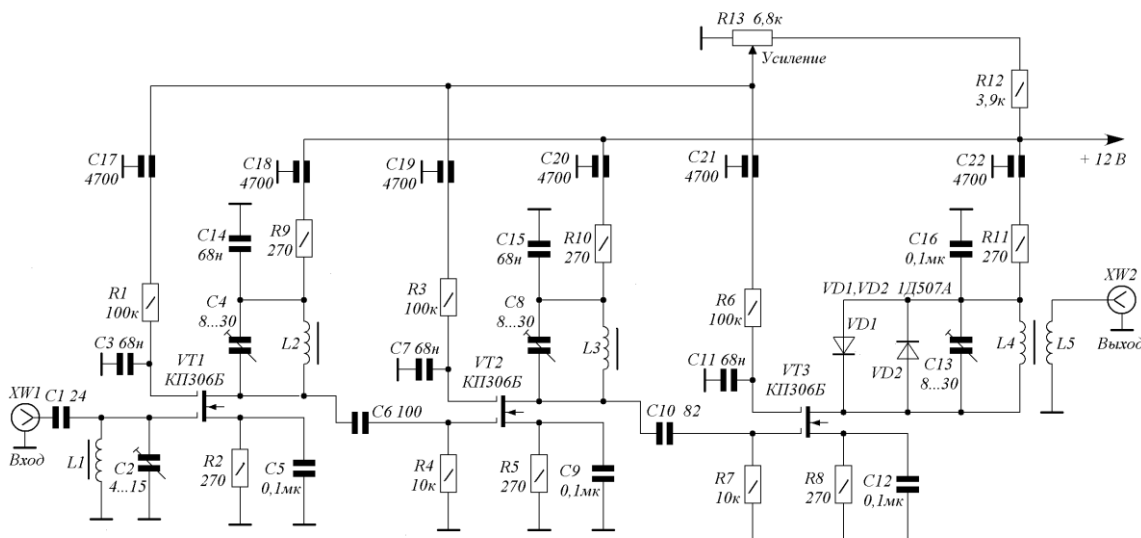 R13 6,8к
Усиление
R12
3,9к
+ 12 В
C17
4700
C18
4700
C19
4700
C20
4700
C21
4700
C22
4700
C14
68н
R9
270
C15
68н
R10
270
C16
0,1мк
R11
270
R1
100к
C4
8...30
L2
R3
100к
C8
8...30
L3
R6
100к
VD1,VD2 1Д507А
VD1
VD2
C13
8...30
L4
L5
XW2
Выход
C3 68н
VT1
КП306Б
C7 68н
VT2
КП306Б
C11 68н
VT3
КП306Б
XW1
Вход
C1 24
L1
C2
4...15
R2
270
C5
0,1мк
C6 100
R4
10к
R5
270
C9
0,1мк
C10 82
R7
10к
R8
270
C12
0,1мк